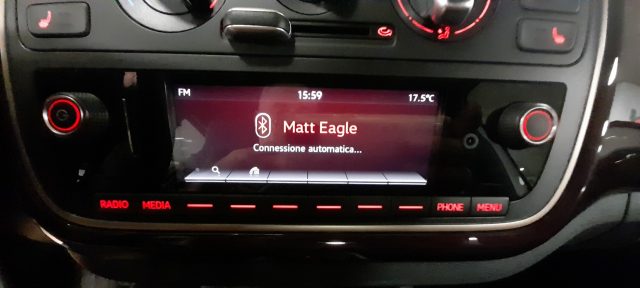 FM 15:59 17.5°C
Matt Eagle
Connessione automatica...
RADIO MEDIA PHONE MENU